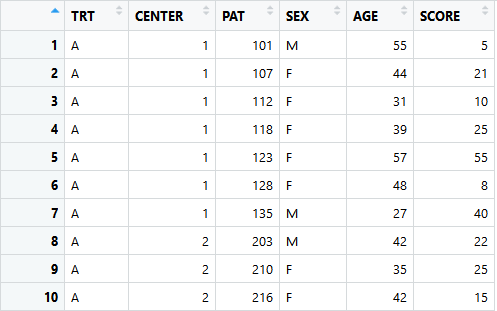 TRT CENTER PAT SEX AGE SCORE
1 A 1 101 M 55 5
2 A 1 107 F 44 21
3 A 1 112 F 31 10
4 A 1 118 F 39 25
5 A 1 123 F 57 55
6 A 1 128 F 48 8
7 A 1 135 M 27 40
8 A 2 203 M 42 22
9 A 2 210 F 35 25
10 A 2 216 F 42 15